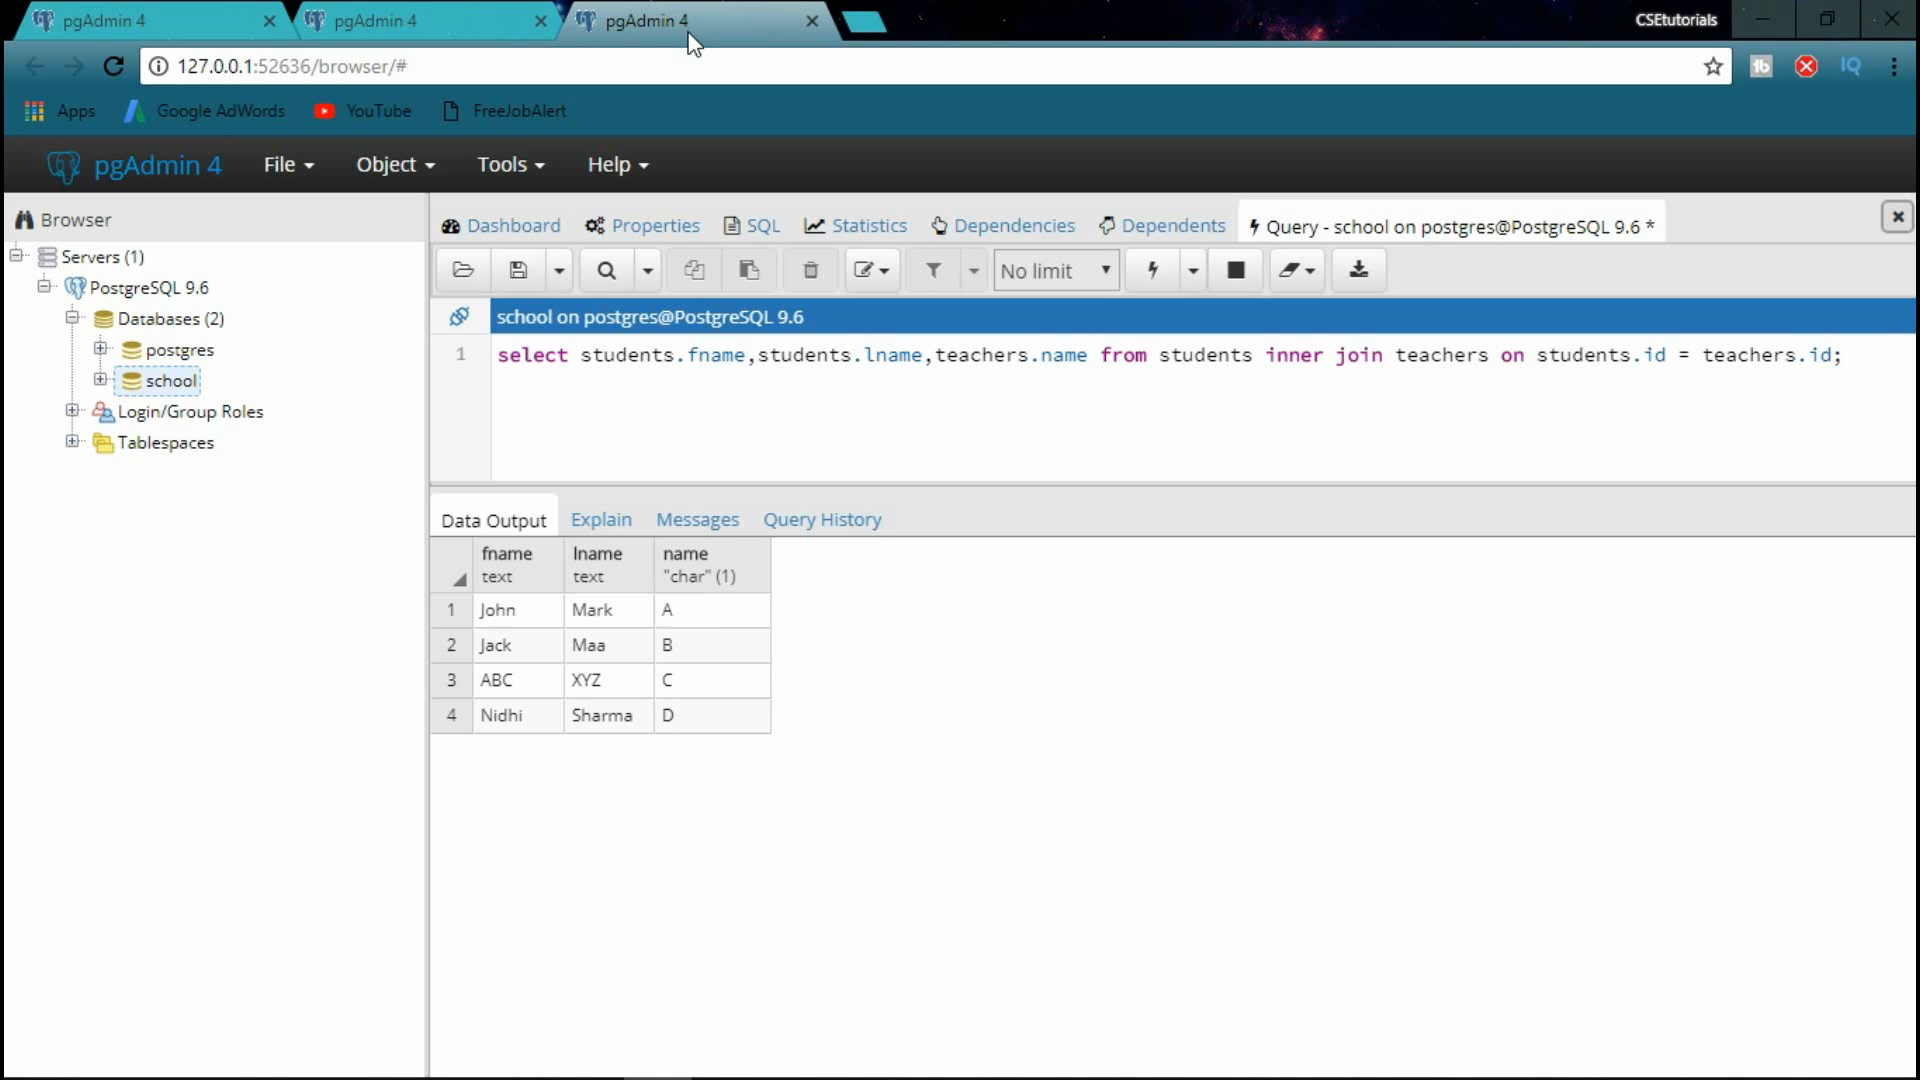 pgAdmin 4 pgAdmin 4 pgAdmin 4 CSEtutorials
127.0.0.1:52636/browser/# IQ
Apps Google AdWords YouTube FreeJobAlert
pgAdmin 4 File Object Tools Help
Browser
Servers (1)
PostgreSQL 9.6
Databases (2)
postgres
school
Login/Group Roles
Tablespaces
Dashboard Properties SQL Statistics Dependencies Dependents Query - school on postgres@PostgreSQL 9.6 *
No limit
school on postgres@PostgreSQL 9.6
1 select students.fname,students.lname,teachers.name from students inner join teachers on students.id = teachers.id;
Data Output Explain Messages Query History
fname lname name
text text "char" (1)
1 John Mark A
2 Jack Maa B
3 ABC XYZ C
4 Nidhi Sharma D